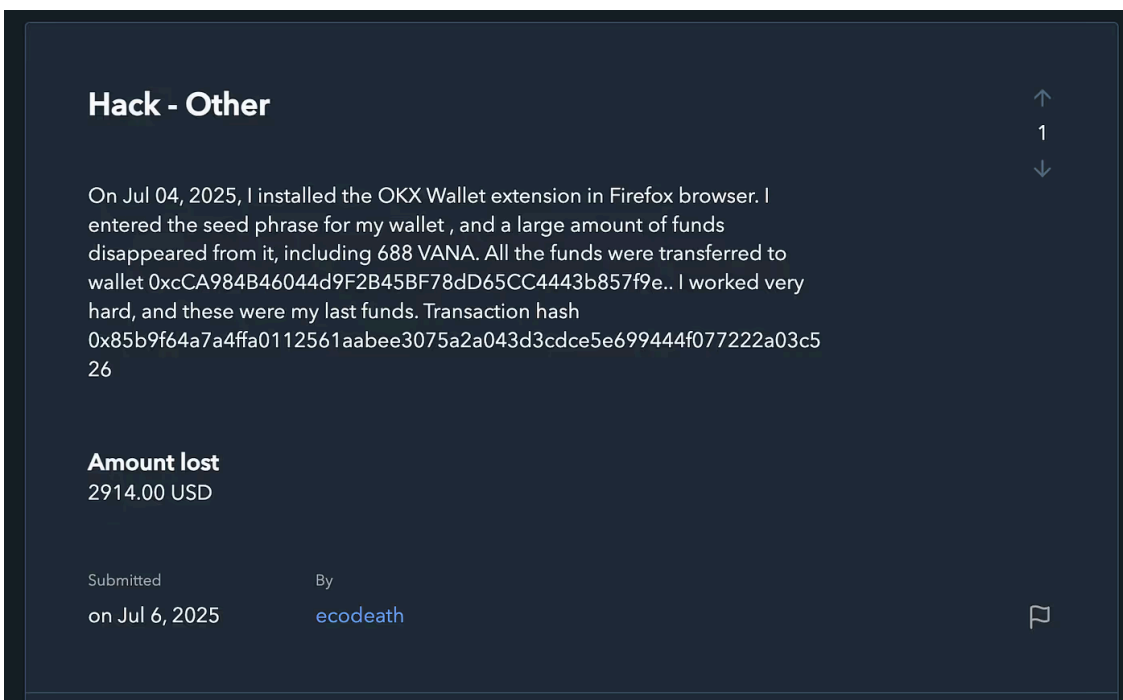 Hack - Other
1
On Jul 04, 2025, I installed the OKX Wallet extension in Firefox browser. I
entered the seed phrase for my wallet , and a large amount of funds
disappeared from it, including 688 VANA. All the funds were transferred to
wallet 0xcCA984B46044d9F2B45BF78dD65CC4443b857f9e.. I worked very
hard, and these were my last funds. Transaction hash
0x85b9f64a7a4ffa0112561aabee3075a2a043d3cdce5e699444f077222a03c5
26
Amount lost
2914.00 USD
Submitted
By
on Jul 6, 2025
ecodeath